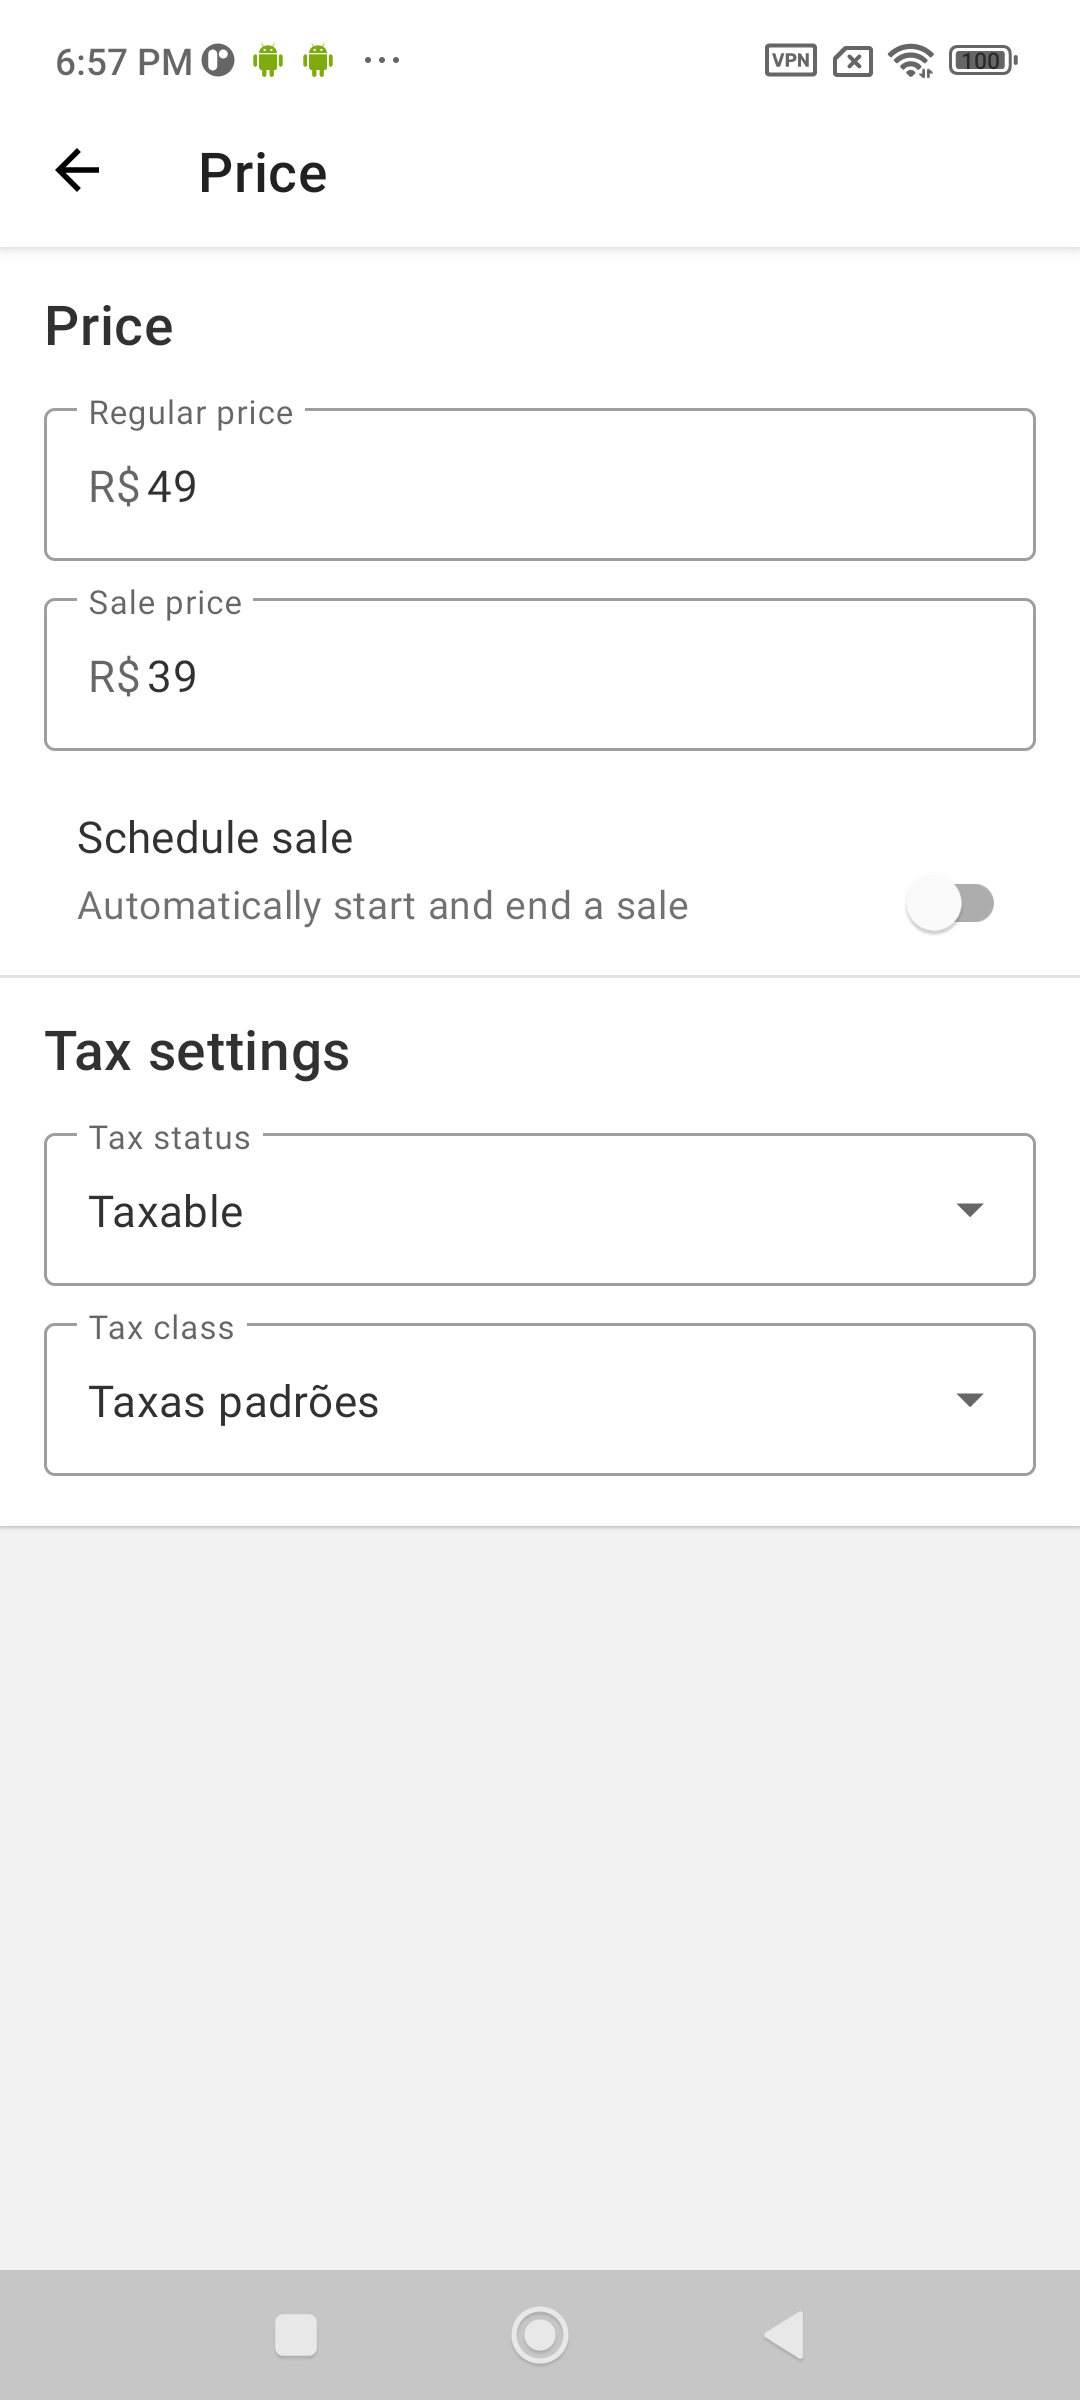 6:57 PM
VPN
100
Price
Price
Regular price
R$ 49
Sale price
R$ 39
Schedule sale
Automatically start and end a sale
Tax settings
Tax status
Taxable
Tax class
Taxas padrões